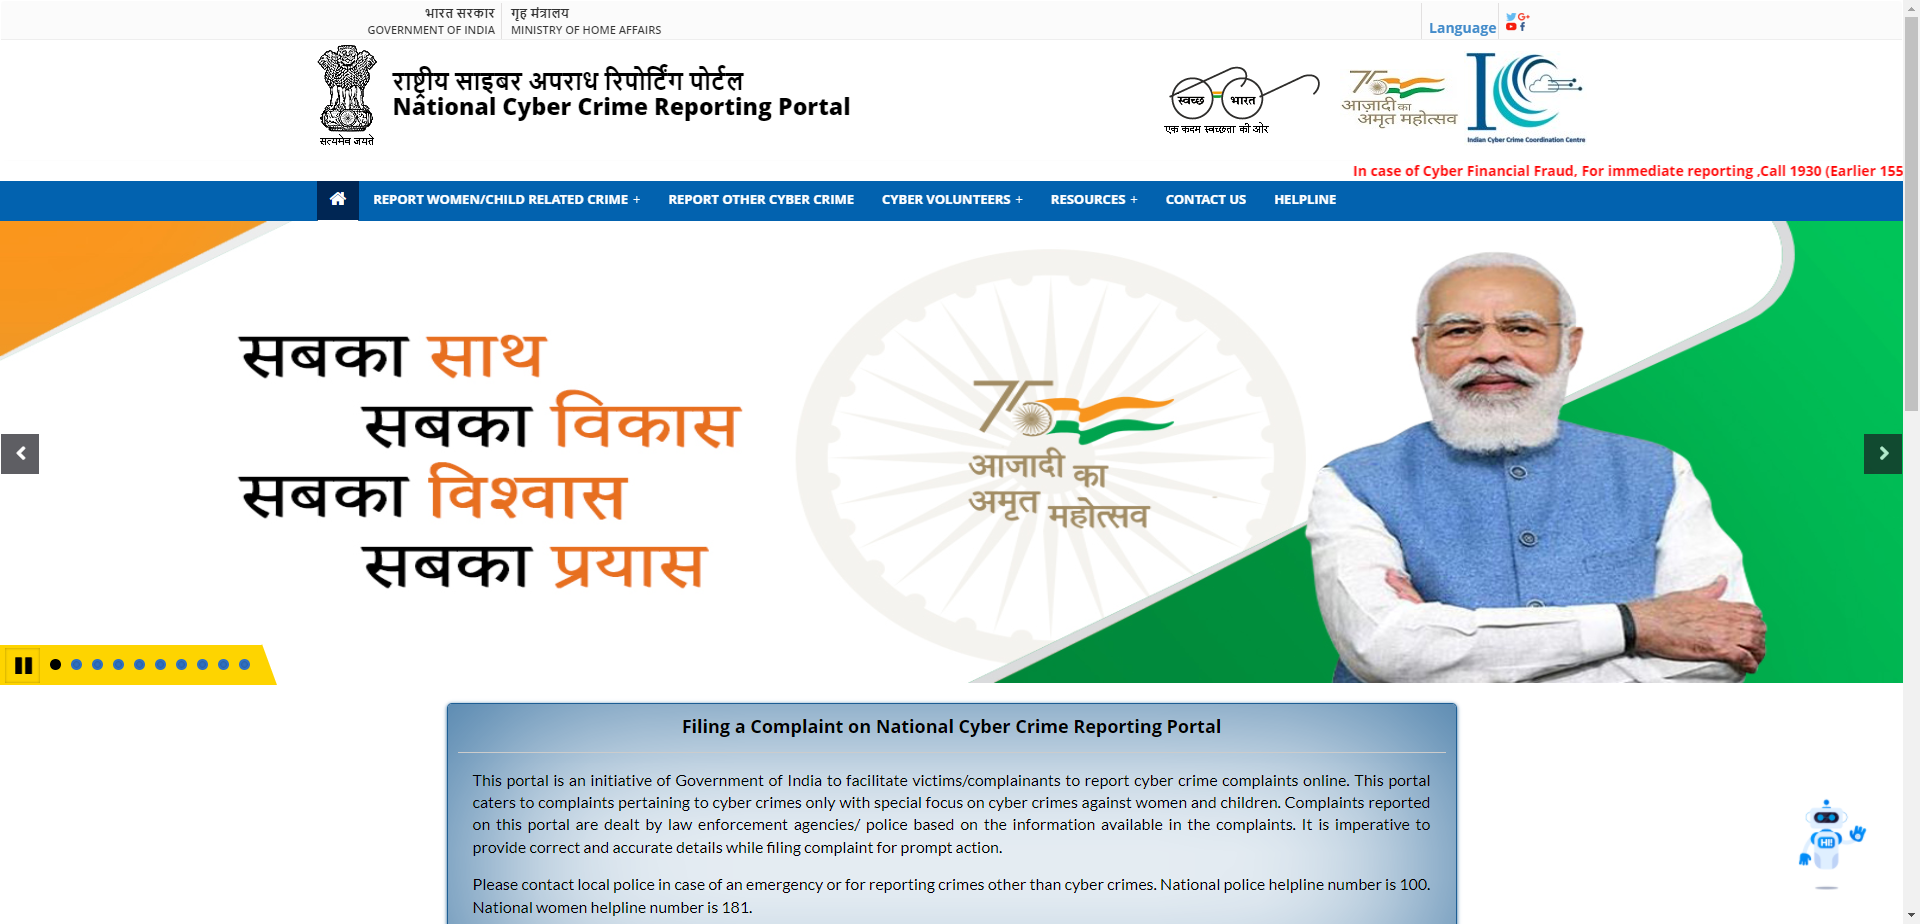 भारत सरकार
GOVERNMENT OF INDIA
गृह मंत्रालय
MINISTRY OF HOME AFFAIRS
Language
सत्यमेव जयते
राष्ट्रीय साइबर अपराध रिपोर्टिंग पोर्टल
National Cyber Crime Reporting Portal
स्वच्छ भारत
एक कदम स्वच्छता की ओर
75
आज़ादी का
अमृत महोत्सव
Indian Cyber Crime Coordination Centre
In case of Cyber Financial Fraud, For immediate reporting ,Call 1930 (Earlier 155
REPORT WOMEN/CHILD RELATED CRIME +
REPORT OTHER CYBER CRIME
CYBER VOLUNTEERS +
RESOURCES +
CONTACT US
HELPLINE
सबका साथ
सबका विकास
सबका विश्वास
सबका प्रयास
75
आजादी का
अमृत महोत्सव
Filing a Complaint on National Cyber Crime Reporting Portal
This portal is an initiative of Government of India to facilitate victims/complainants to report cyber crime complaints online. This portal
caters to complaints pertaining to cyber crimes only with special focus on cyber crimes against women and children. Complaints reported
on this portal are dealt by law enforcement agencies/ police based on the information available in the complaints. It is imperative to
provide correct and accurate details while filing complaint for prompt action.
Please contact local police in case of an emergency or for reporting crimes other than cyber crimes. National police helpline number is 100.
National women helpline number is 181.
HI!